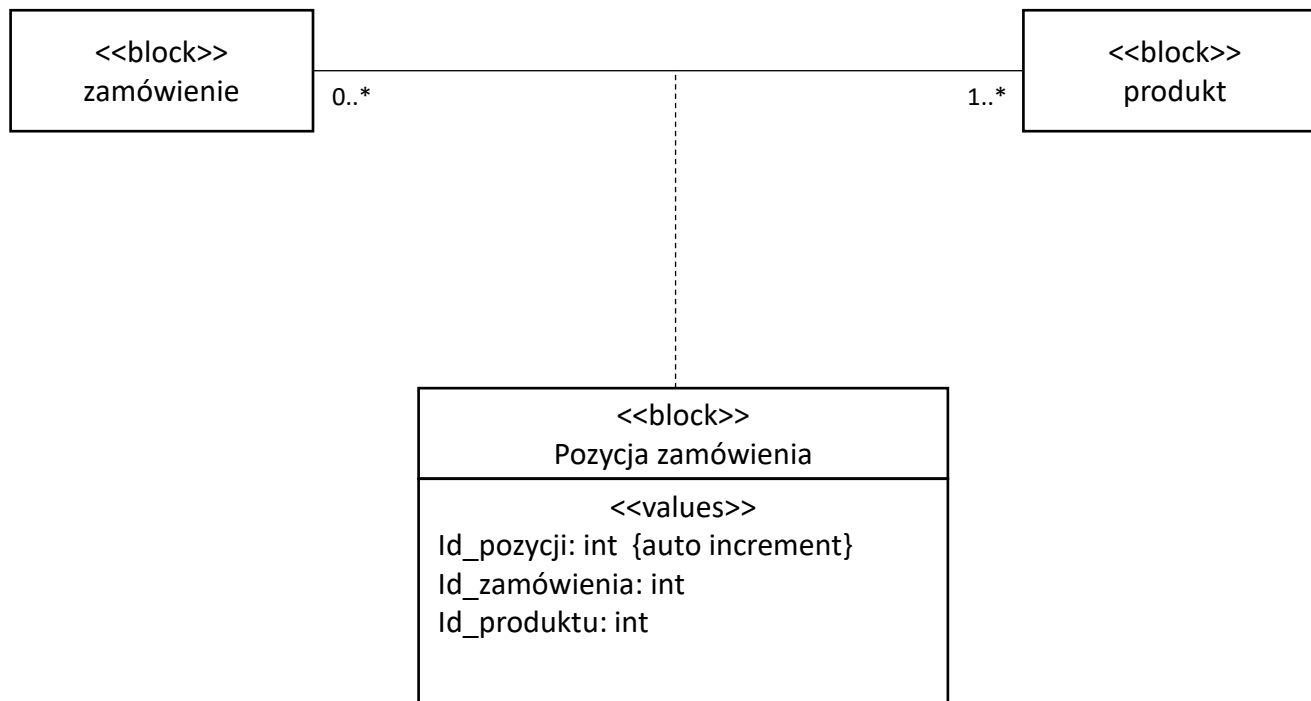 <<block>>
zamówienie
0..*
1..*
<<block>>
produkt
<<block>>
Pozycja zamówienia
<<values>>
Id_pozycji: int  {auto increment}
Id_zamówienia: int
Id_produktu: int